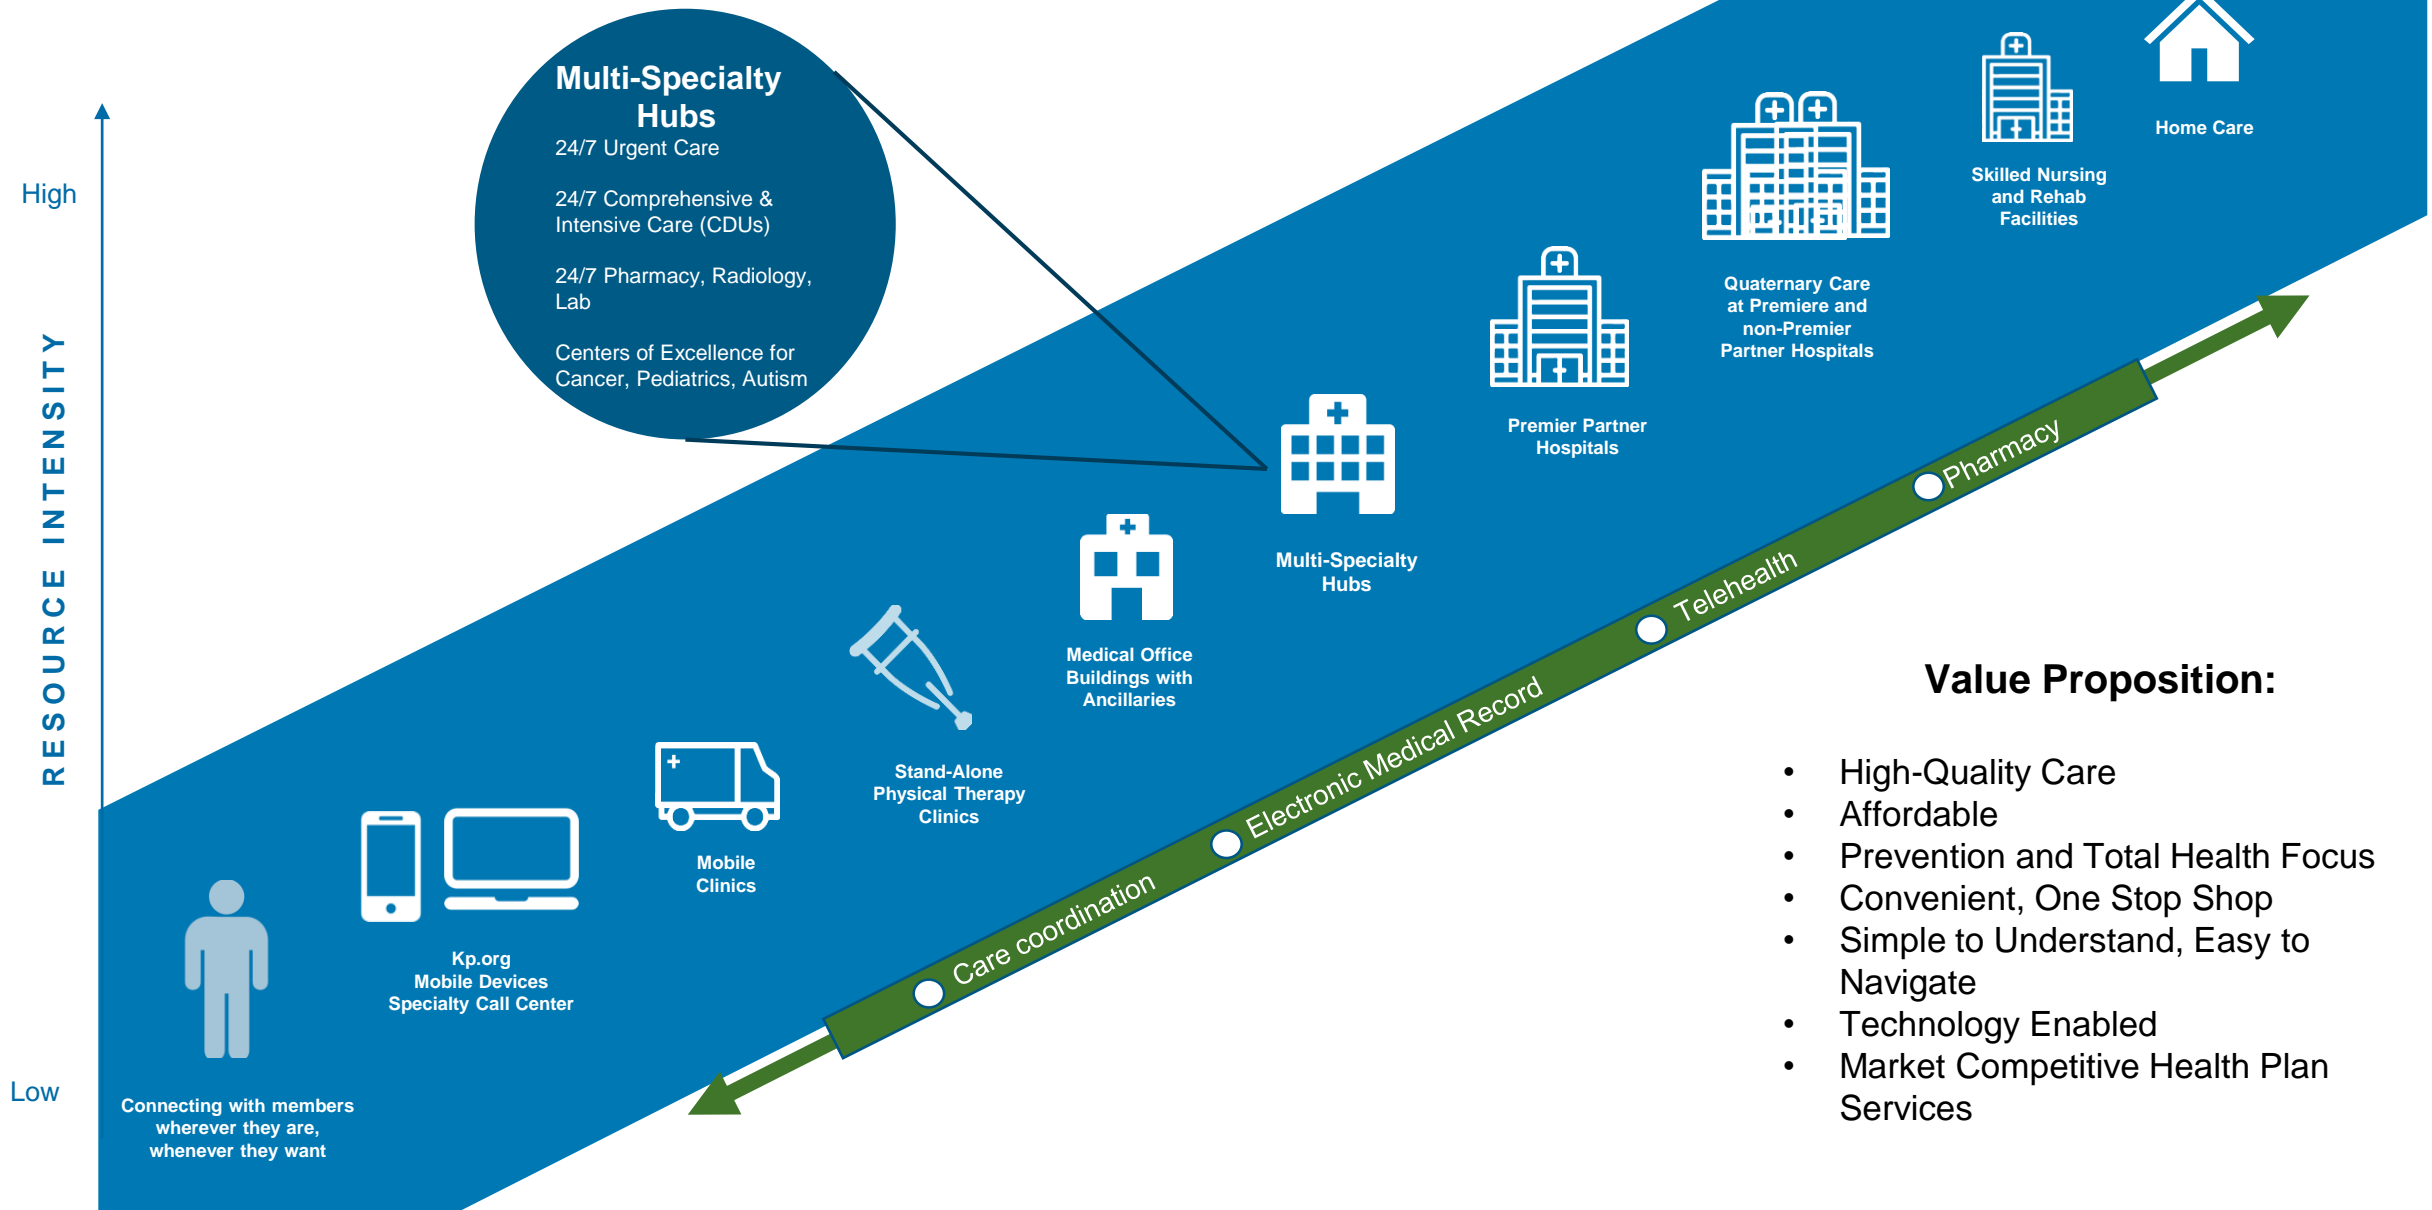 Multi-Specialty
Hubs
24/7 Urgent Care
24/7 Comprehensive &
Intensive Care (CDUs)
24/7 Pharmacy, Radiology,
Lab
Centers of Excellence for
Cancer, Pediatrics, Autism
High
RESOURCE INTENSITY
Low
Connecting with members
wherever they are,
whenever they want
Kp.org
Mobile Devices
Specialty Call Center
Mobile
Clinics
Stand-Alone
Physical Therapy
Clinics
Medical Office
Buildings with
Ancillaries
Multi-Specialty
Hubs
Premier Partner
Hospitals
Quaternary Care
at Premiere and
non-Premier
Partner Hospitals
Skilled Nursing
and Rehab
Facilities
Home Care
Care coordination
Electronic Medical Record
Telehealth
Pharmacy
Value Proposition:
• High-Quality Care
• Affordable
• Prevention and Total Health Focus
• Convenient, One Stop Shop
• Simple to Understand, Easy to
Navigate
• Technology Enabled
• Market Competitive Health Plan
Services